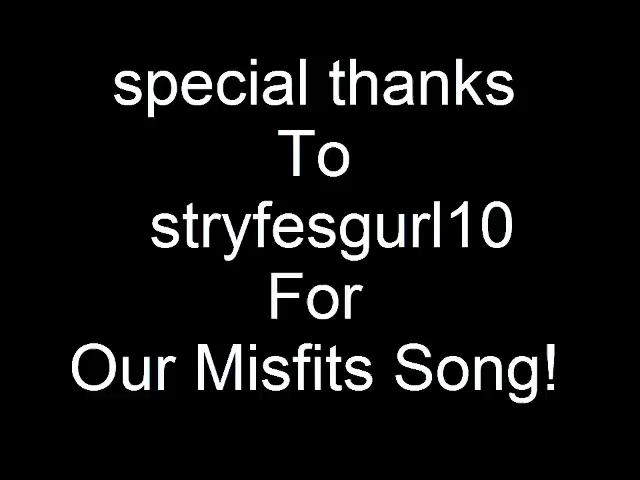 special thanks
To
stryfesgurl10
For
Our Misfits Song!